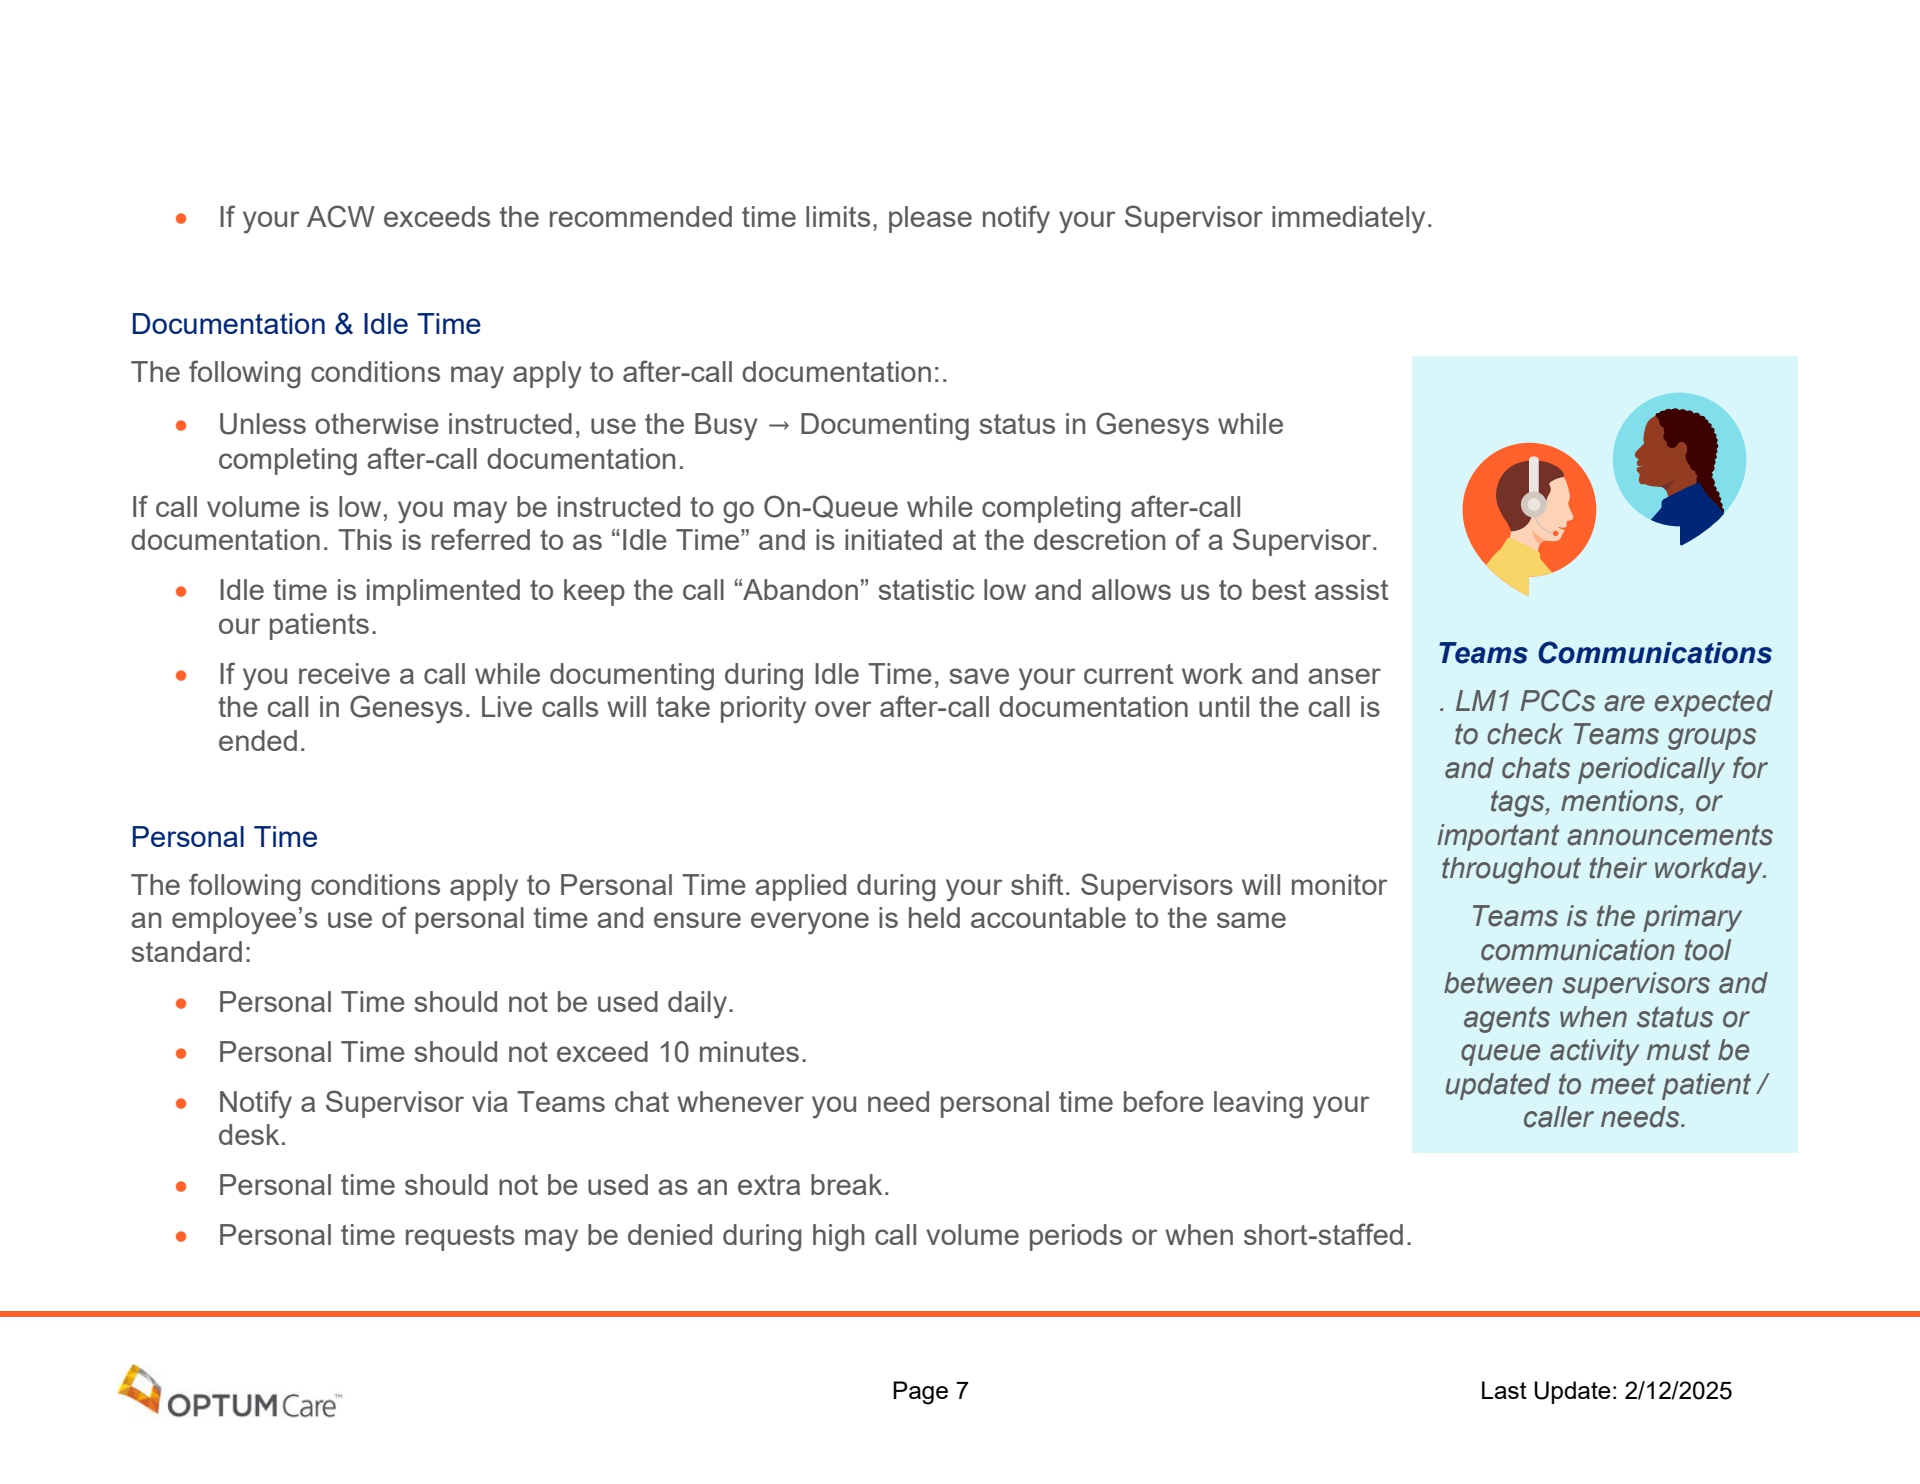 • If your ACW exceeds the recommended time limits, please notify your Supervisor immediately.
Documentation & Idle Time
The following conditions may apply to after-call documentation:.
• Unless otherwise instructed, use the Busy → Documenting status in Genesys while
completing after-call documentation.
If call volume is low, you may be instructed to go On-Queue while completing after-call
documentation. This is referred to as “Idle Time” and is initiated at the descretion of a Supervisor.
• Idle time is implimented to keep the call “Abandon” statistic low and allows us to best assist
our patients.
• If you receive a call while documenting during Idle Time, save your current work and anser
the call in Genesys. Live calls will take priority over after-call documentation until the call is
ended.
Personal Time
The following conditions apply to Personal Time applied during your shift. Supervisors will monitor
an employee’s use of personal time and ensure everyone is held accountable to the same
standard:
• Personal Time should not be used daily.
• Personal Time should not exceed 10 minutes.
• Notify a Supervisor via Teams chat whenever you need personal time before leaving your
desk.
• Personal time should not be used as an extra break.
• Personal time requests may be denied during high call volume periods or when short-staffed.
Teams Communications
. LM1 PCCs are expected
to check Teams groups
and chats periodically for
tags, mentions, or
important announcements
throughout their workday.
Teams is the primary
communication tool
between supervisors and
agents when status or
queue activity must be
updated to meet patient /
caller needs.
OPTUM Care™
Page 7
Last Update: 2/12/2025